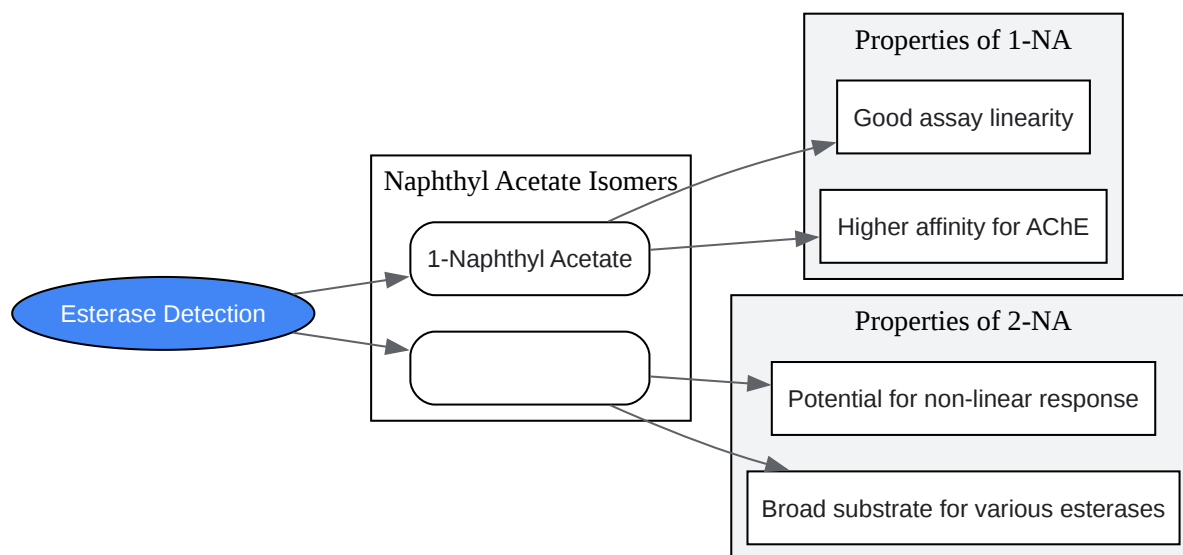 Properties of 1-NA
Good assay linearity
Higher affinity for AChE
Naphthyl Acetate Isomers
1-Naphthyl Acetate
Esterase Detection
Properties of 2-NA
Potential for non-linear response
Broad substrate for various esterases